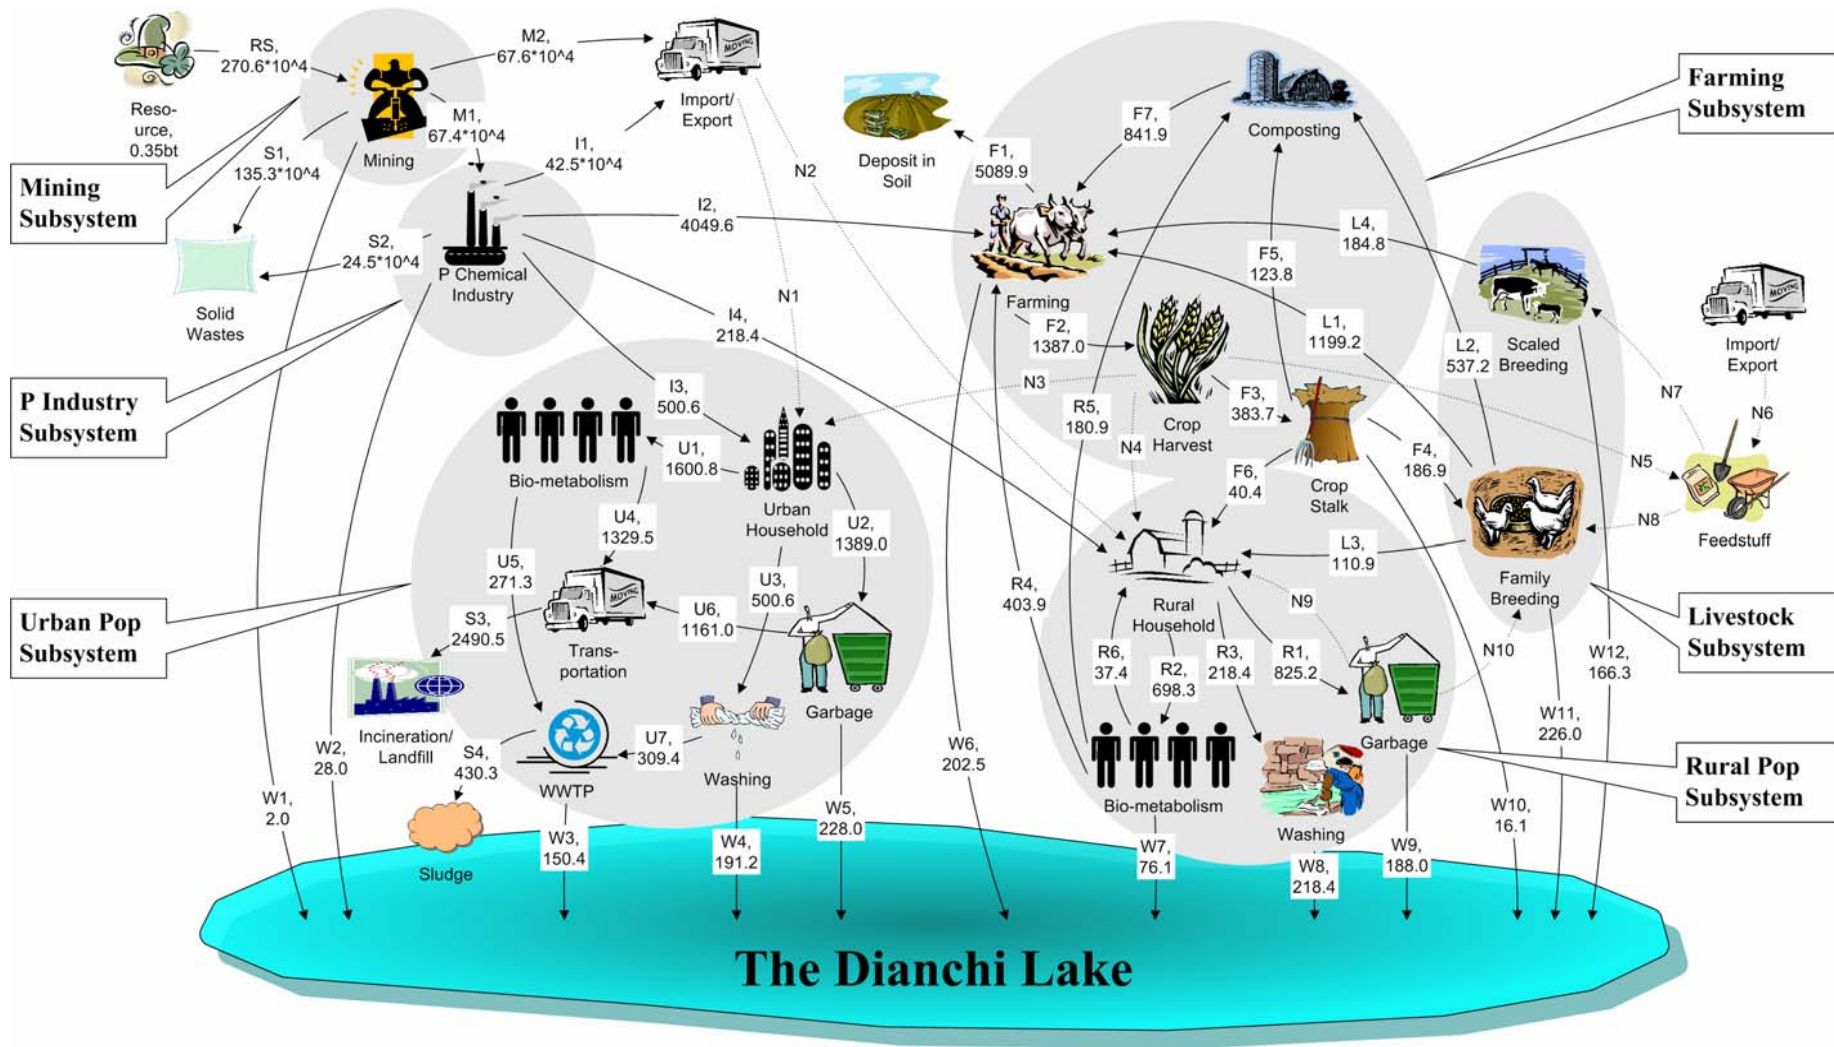 RS,
270.6*10^4
Reso-
urce,
0.35bt
Mining
M2,
67.6*10^4
MOVING
Import/
Export
M1,
67.4*10^4
S1,
135.3*10^4
I1,
42.5*10^4
Mining
Subsystem
P Chemical
Industry
S2,
24.5*10^4
Solid
Wastes
I2,
4049.6
N1
N2
I4,
218.4
I3,
500.6
P Industry
Subsystem
Deposit in
Soil
F1,
5089.9
F7,
841.9
Composting
Farming
Subsystem
Farming
F2,
1387.0
F5,
123.8
L4,
184.8
L1,
1199.2
L2,
537.2
Scaled
Breeding
MOVING
Import/
Export
N7
N6
N3
N4
R5,
180.9
Crop
Harvest
F3,
383.7
F6,
40.4
Crop
Stalk
F4,
186.9
N5
N8
Feedstuff
L3,
110.9
Family
Breeding
Livestock
Subsystem
Bio-metabolism
U1,
1600.8
Urban
Household
U4,
1329.5
U2,
1389.0
U5,
271.3
U3,
500.6
MOVING
Trans-
portation
U6,
1161.0
S3,
2490.5
Urban Pop
Subsystem
Incineration/
Landfill
Garbage
U7,
309.4
Washing
WWTP
S4,
430.3
Sludge
R4,
403.9
Rural
Household
N9
N10
R6,
37.4
R2,
698.3
R3,
218.4
R1,
825.2
Bio-metabolism
Washing
Garbage
Rural Pop
Subsystem
W1,
2.0
W2,
28.0
W3,
150.4
W4,
191.2
W5,
228.0
W6,
202.5
W7,
76.1
W8,
218.4
W9,
188.0
W10,
16.1
W11,
226.0
W12,
166.3
The Dianchi Lake